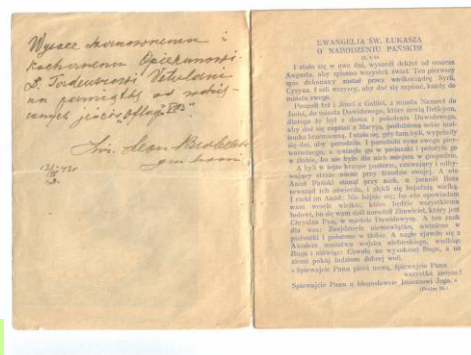 Wysoce Szanownemu i
kochanemu Opiekunowi
Tadeuszowi Vetulani
na pamiątkę od
jeńców "Oflag
EWANGELIA ŚW. ŁUKASZA
O NARODZENIU PAŃSKIM
I stało się w owe dni, wyszedł dekret od cesarza
Augusta, aby spisano wszystek świat. Ten pierwszy
spis dokonany został przez wielkorządcę Syrii,
Cyryna. I szli wszyscy, aby dać się zapisać, każdy do
miasta swego.
Poszedł też i Józef z Galilei, z miasta Nazaret do
Judei, do miasta Dawidowego, które zowią Betlejem,
dlatego że był z domu i pokolenia Dawidowego,
aby dać się zapisać z Maryją, poślubioną sobie mał-
żonką brzemienną. I stało się, gdy tam byli, wypełniły
się dni, aby porodziła. I porodziła syna swego pier-
worodnego, a uwinęła go w pieluszki i położyła go
w żłobie, bo nie było dla nich miejsca w gospodzie.
A byli w tejże krainie pasterze, czuwający i odby-
wający straże nocne przy trzodzie swojej. A oto
Anioł Pański stanął przy nich, a jasność Boża
zewsząd ich oświeciła, i zlękli się bojaźnią wielką.
I rzekł im Anioł: Nie bójcie się; bo oto opowiadam
wam wesele wielkie, które będzie wszystkiemu
ludowi, bo się wam dziś narodził Zbawiciel, który jest
Chrystus Pan, w mieście Dawidowym. A ten znak
dla was: Znajdziecie niemowlątko, uwinione w
pieluszki i położone w żłobie. A nagle zjawiło się z
Aniołem mnóstwo wojska niebieskiego, wielbiąc
Boga i mówiąc: Chwała na wysokości Bogu, a na
ziemi pokój ludziom dobrej woli.
« Śpiewajcie Panu pieśń nową, śpiewajcie Panu
wszystka ziemio!
Śpiewajcie Panu a błogosławcie Imieniowi Jego. »